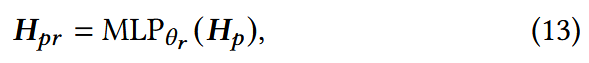 H_{pr} = MLP_{θ_r}(H_p), (13)